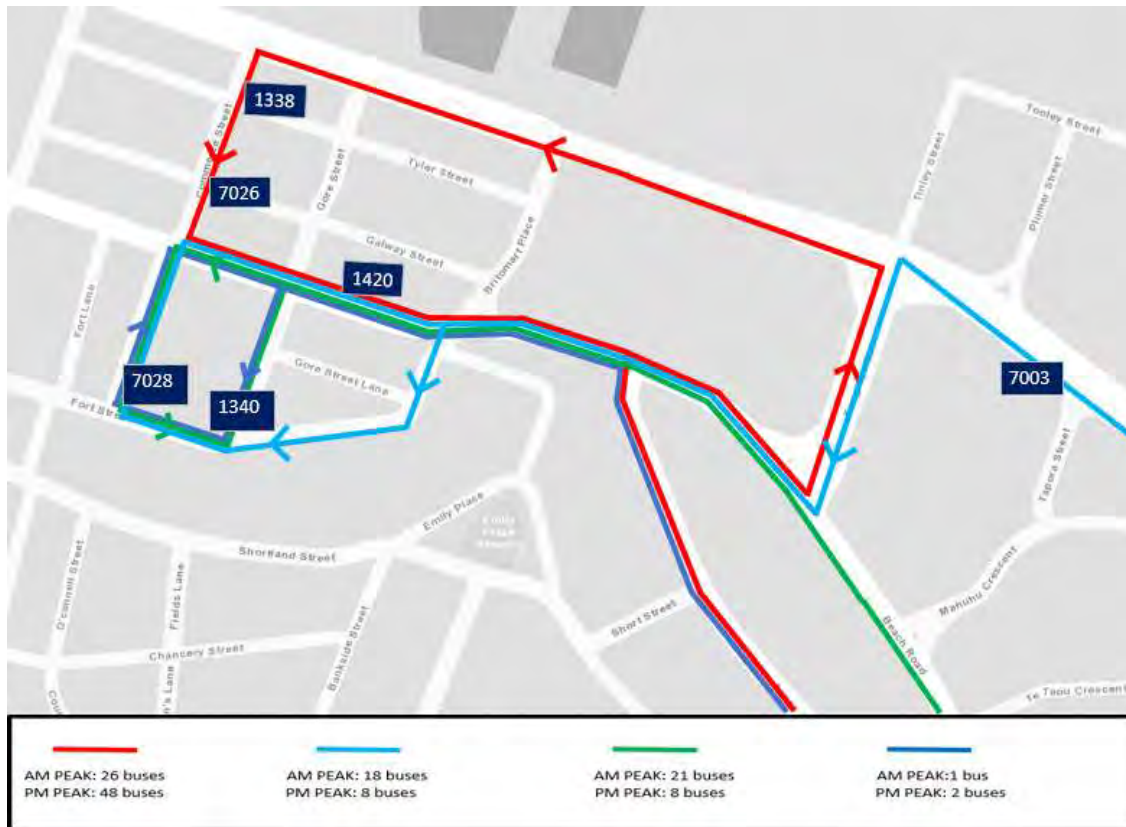 1338
Tooley Street
Tinley Street
Plumer Street
Tyler Street
Gore Street
7026
Galway Street
Britomart Place
1420
Fort Lane
Gore Street Lane
7028
1340
7003
Fort Stre
Tapora Street
Emily Place
Shortland Street
O'connell Street
Fields Lane
Mahuhu Crescent
Short Street
Beach Road
Chancery Street
Bankside Street
n's Lane
Te Taou Crescent
AM PEAK: 26 buses
PM PEAK: 48 buses
AM PEAK: 18 buses
PM PEAK: 8 buses
AM PEAK: 21 buses
PM PEAK: 8 buses
AM PEAK:1 bus
PM PEAK: 2 buses